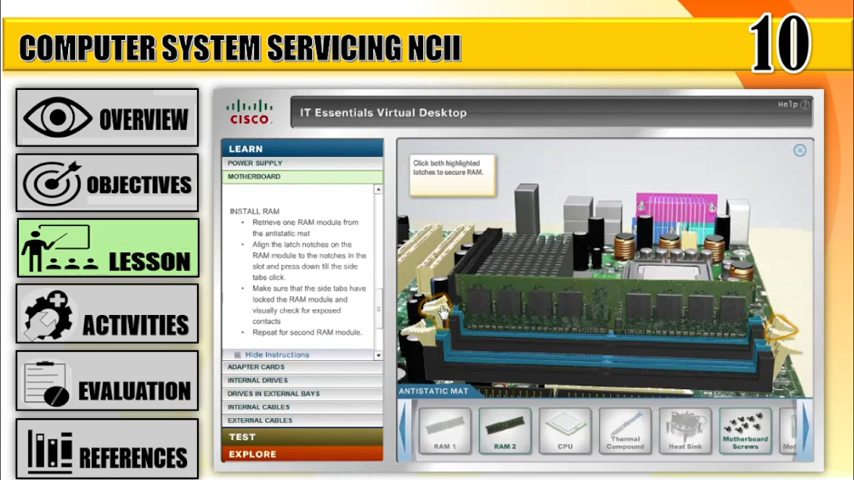 COMPUTER SYSTEM SERVICING NCII
10
OVERVIEW
OBJECTIVES
LESSON
ACTIVITIES
EVALUATION
REFERENCES
CISCO.
IT Essentials Virtual Desktop
Help ?
LEARN
POWER SUPPLY
MOTHERBOARD
INSTALL RAM
• Retrieve one RAM module from
the antistatic mat
• Align the latch notches on the
RAM module to the notches in the
slot and press down till the side
tabs click.
• Make sure that the side tabs have
locked the RAM module and
visually check for exposed
contacts
• Repeat for second RAM module.
Hide Instructions
ADAPTER CARDS
INTERNAL DRIVES
DRIVES IN EXTERNAL BAYS
INTERNAL CABLES
EXTERNAL CABLES
TEST
EXPLORE
Click both highlighted
latches to secure RAM.
ANTISTATIC MAT
RAM 1
RAM 2
CPU
Thermal
Compound
Heat Sink
Motherboard
Screws